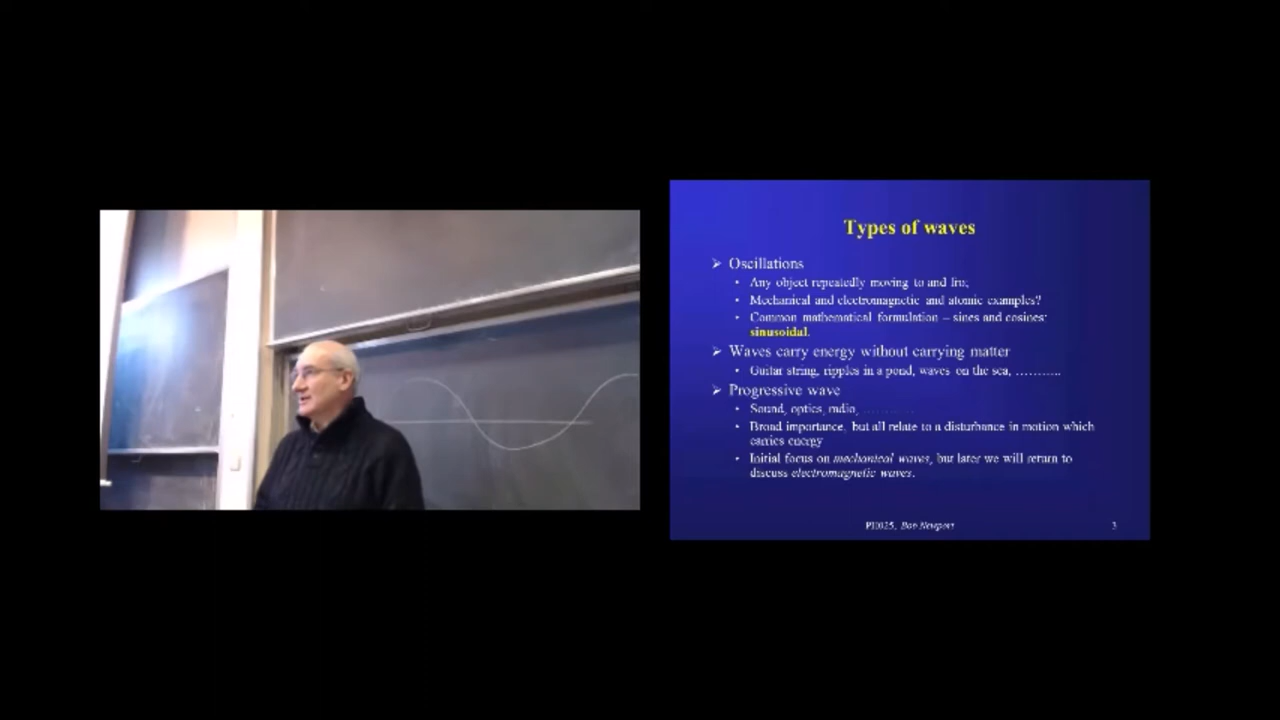 Types of waves
➢ Oscillations
• Any object repeatedly moving to and fro;
• Mechanical and electromagnetic and atomic examples?
• Common mathematical formulation – sines and cosines:
sinusoidal.
➢ Waves carry energy without carrying matter
• Guitar string, ripples in a pond, waves on the sea, ...........
➢ Progressive wave
• Sound, optics, radio, ............
• Broad importance, but all relate to a disturbance in motion which
carries energy
• Initial focus on mechanical waves, but later we will return to
discuss electromagnetic waves.
PH025, Bob Newport
3